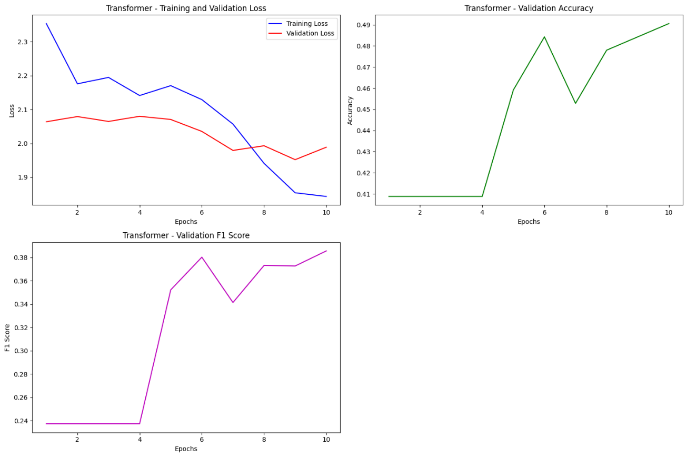 Transformer - Training and Validation Loss
Training Loss
Validation Loss
2.3
2.2
2.1
2.0
1.9
Loss
2 4 6 8 10
Epochs
Transformer - Validation Accuracy
0.49
0.48
0.47
0.46
0.45
0.44
0.43
0.42
0.41
Accuracy
2 4 6 8 10
Epochs
Transformer - Validation F1 Score
0.38
0.36
0.34
0.32
0.30
0.28
0.26
0.24
F1 Score
2 4 6 8 10
Epochs